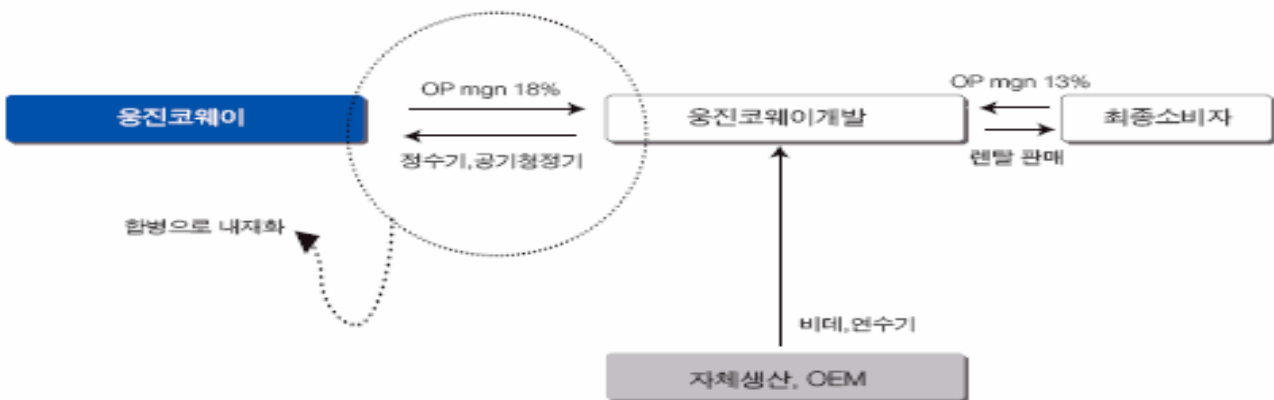 OP mgn 18%
OP mgn 13%
웅진코웨이
웅진코웨이개발
최종소비자
정수기,공기청정기
렌탈 판매
합병으로 내재화
비데,연수기
자체생산, OEM